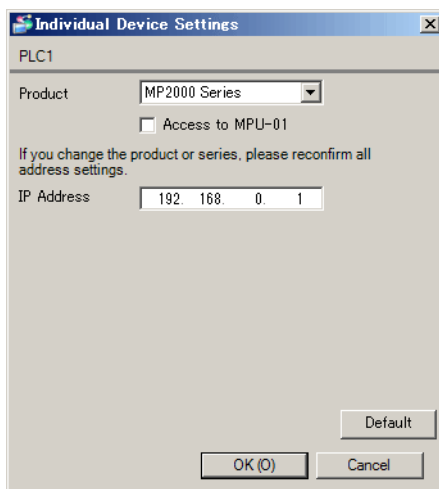 Individual Device Settings
PLC1
Product MP2000 Series
Access to MPU-01
If you change the product or series, please reconfirm all
address settings.
IP Address 192. 168. 0. 1
Default
OK (O) Cancel